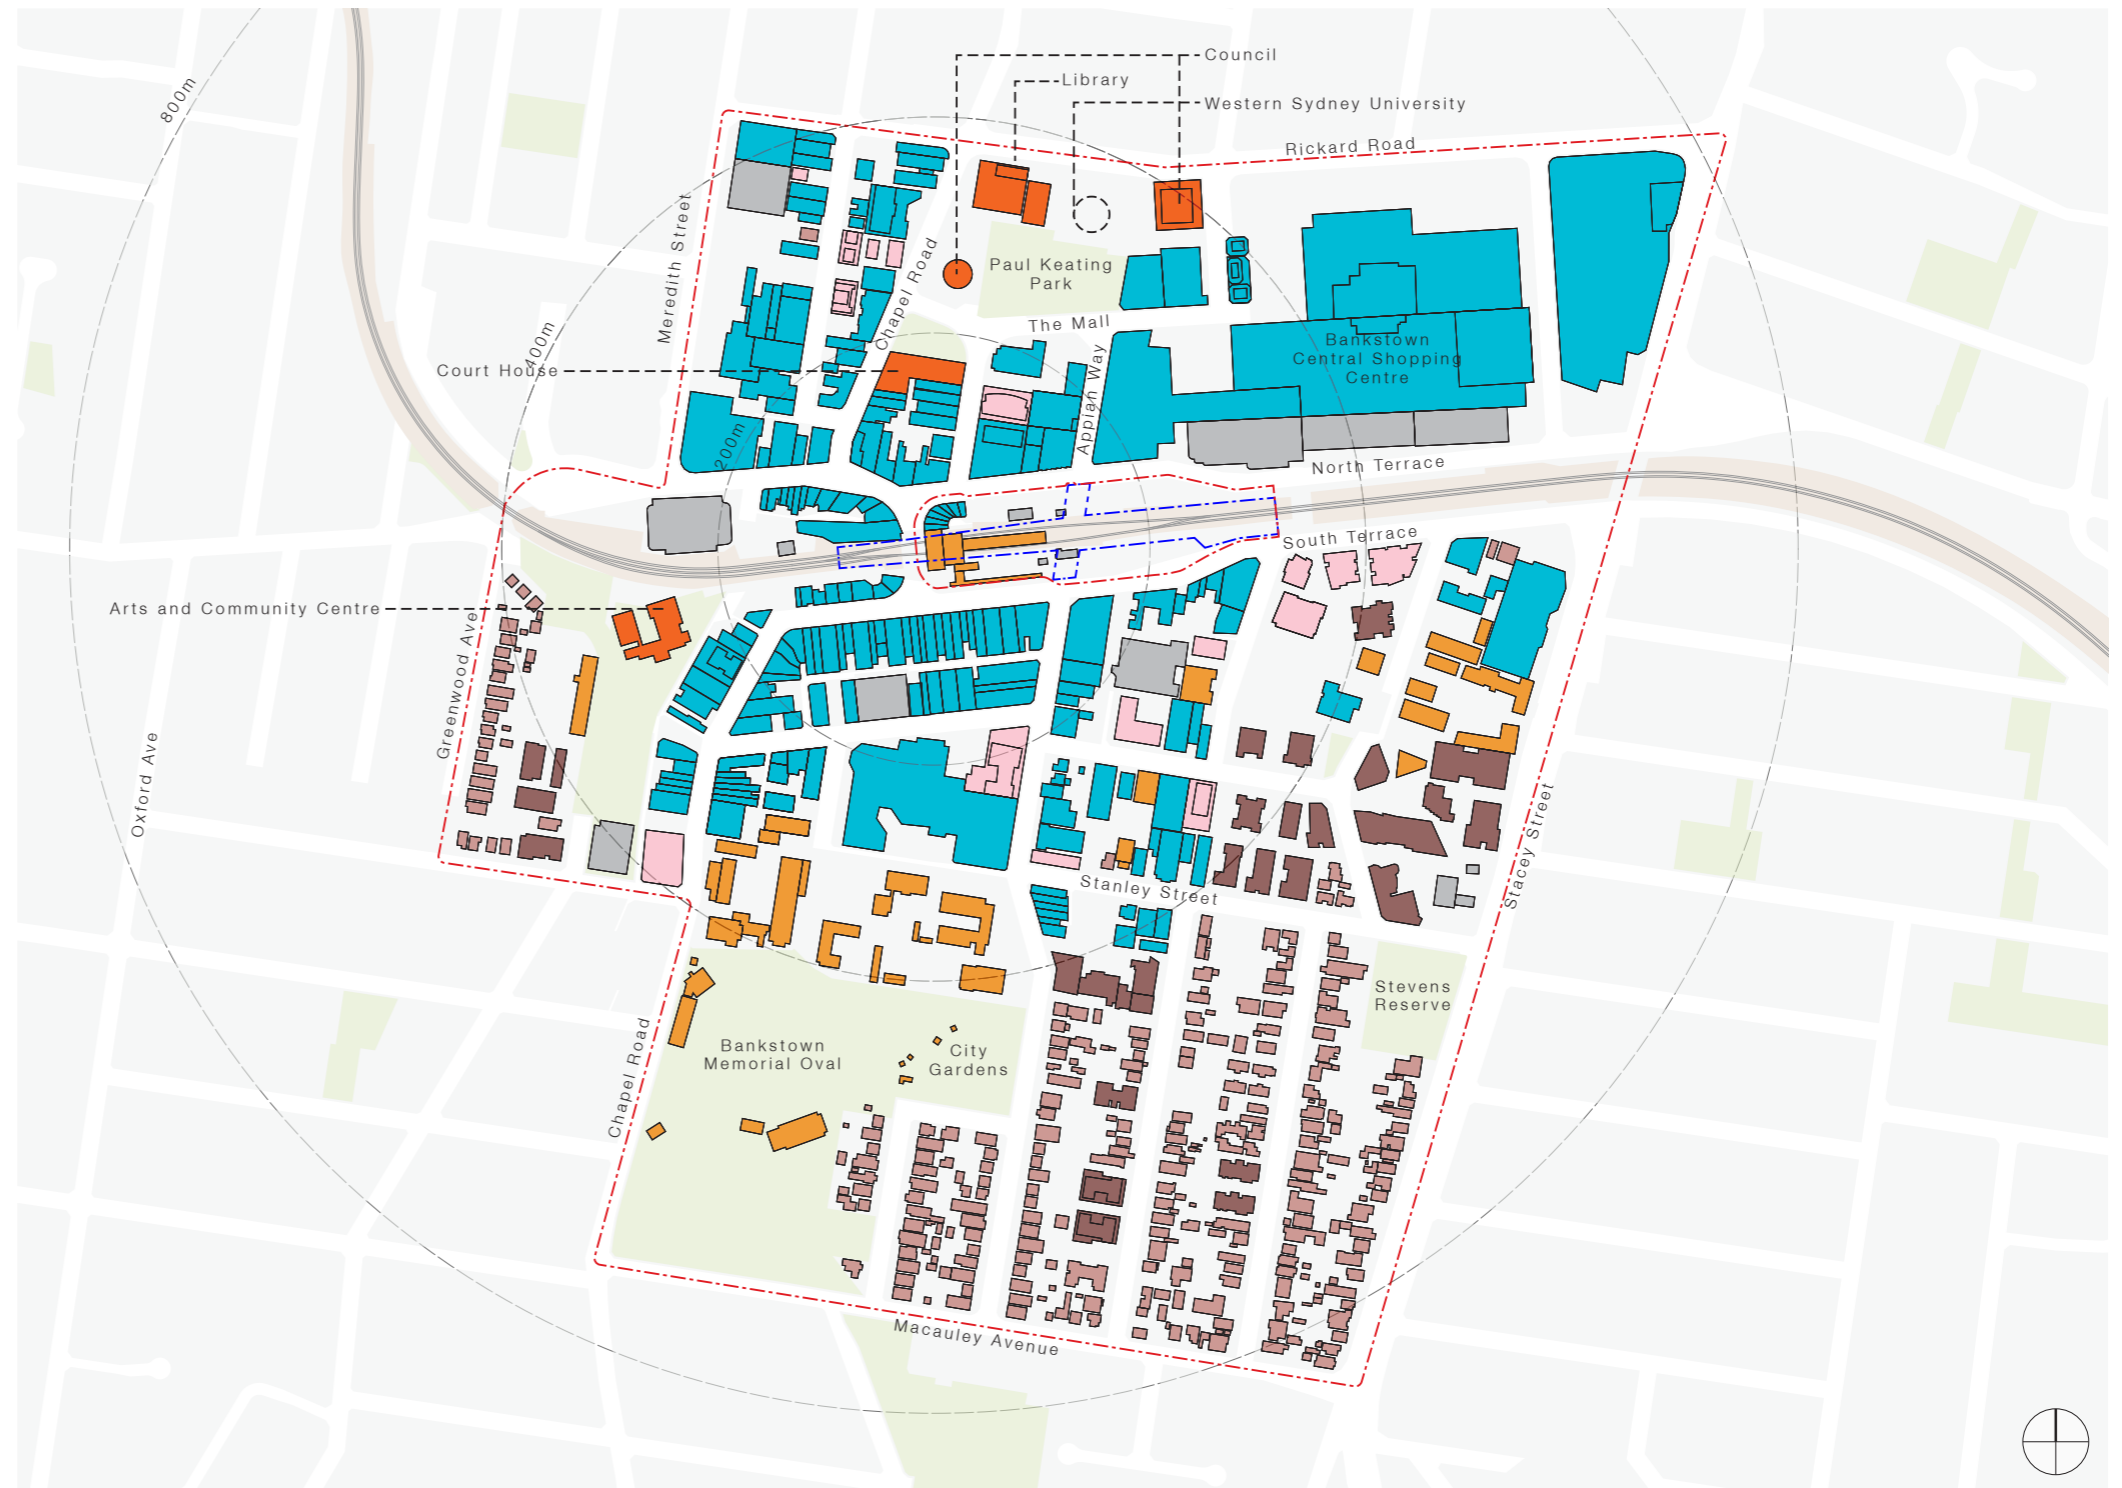 Council
Library
Western Sydney University
800m
Rickard Road
Meredith Street
Chapel Road
Paul Keating
Park
The Mall
400m
Court House
Appian Way
Bankstown
Central Shopping
Centre
200m
North Terrace
South Terrace
Arts and Community Centre
Greenwood Ave
Oxford Ave
Stacey Street
Stanley Street
Stevens
Reserve
Bankstown
Memorial Oval
City
Gardens
Chapel Road
Macauley Avenue